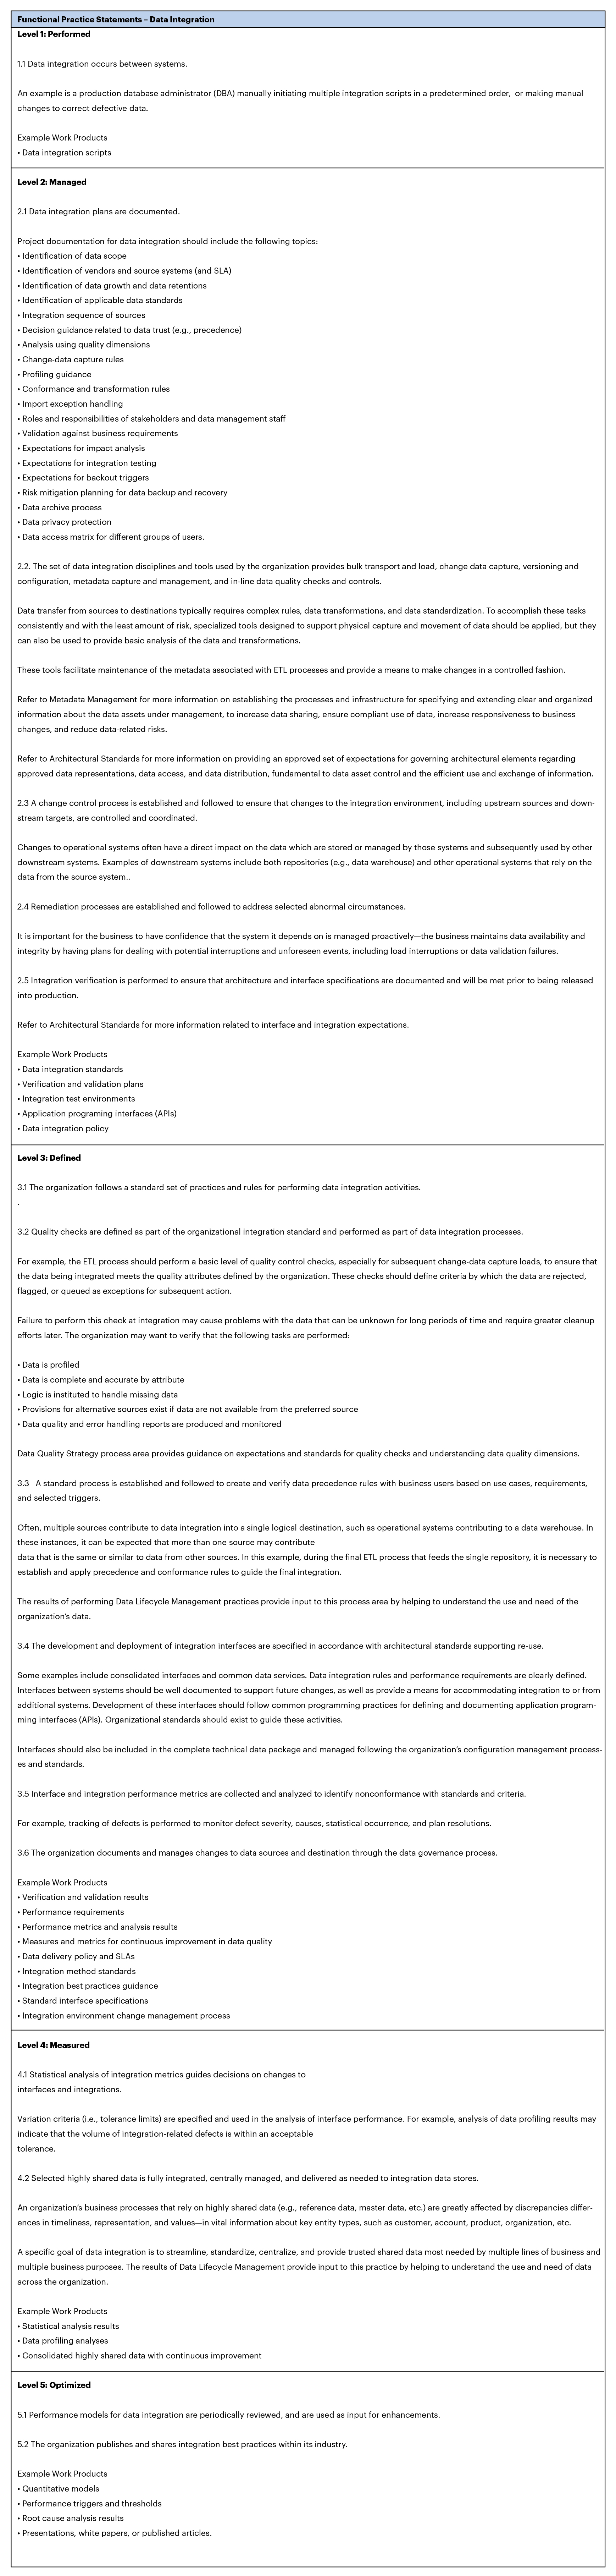 Functional Practice Statements – Data Integration
Level 1: Performed
1.1 Data integration occurs between systems.
An example is a production database administrator (DBA) manually initiating multiple integration scripts in a predetermined order, or making manual
changes to correct defective data.
Example Work Products
• Data integration scripts
Level 2: Managed
2.1 Data integration plans are documented.
Project documentation for data integration should include the following topics:
• Identification of data scope
• Identification of vendors and source systems (and SLA)
• Identification of data growth and data retentions
• Identification of applicable data standards
• Integration sequence of sources
• Decision guidance related to data trust (e.g., precedence)
• Analysis using quality dimensions
• Change-data capture rules
• Profiling guidance
• Conformance and transformation rules
• Import exception handling
• Roles and responsibilities of stakeholders and data management staff
• Validation against business requirements
• Expectations for impact analysis
• Expectations for integration testing
• Expectations for backout triggers
• Risk mitigation planning for data backup and recovery
• Data archive process
• Data privacy protection
• Data access matrix for different groups of users.
2.2. The set of data integration disciplines and tools used by the organization provides bulk transport and load, change data capture, versioning and
configuration, metadata capture and management, and in-line data quality checks and controls.
Data transfer from sources to destinations typically requires complex rules, data transformations, and data standardization. To accomplish these tasks
consistently and with the least amount of risk, specialized tools designed to support physical capture and movement of data should be applied, but they
can also be used to provide basic analysis of the data and transformations.
These tools facilitate maintenance of the metadata associated with ETL processes and provide a means to make changes in a controlled fashion.
Refer to Metadata Management for more information on establishing the processes and infrastructure for specifying and extending clear and organized
information about the data assets under management, to increase data sharing, ensure compliant use of data, increase responsiveness to business
changes, and reduce data-related risks.
Refer to Architectural Standards for more information on providing an approved set of expectations for governing architectural elements regarding
approved data representations, data access, and data distribution, fundamental to data asset control and the efficient use and exchange of information.
2.3 A change control process is established and followed to ensure that changes to the integration environment, including upstream sources and down-
stream targets, are controlled and coordinated.
Changes to operational systems often have a direct impact on the data which are stored or managed by those systems and subsequently used by other
downstream systems. Examples of downstream systems include both repositories (e.g., data warehouse) and other operational systems that rely on the
data from the source system..
2.4 Remediation processes are established and followed to address selected abnormal circumstances.
It is important for the business to have confidence that the system it depends on is managed proactively—the business maintains data availability and
integrity by having plans for dealing with potential interruptions and unforeseen events, including load interruptions or data validation failures.
2.5 Integration verification is performed to ensure that architecture and interface specifications are documented and will be met prior to being released
into production.
Refer to Architectural Standards for more information related to interface and integration expectations.
Example Work Products
• Data integration standards
• Verification and validation plans
• Integration test environments
• Application programing interfaces (APIs)
• Data integration policy
Level 3: Defined
3.1 The organization follows a standard set of practices and rules for performing data integration activities.
.
3.2 Quality checks are defined as part of the organizational integration standard and performed as part of data integration processes.
For example, the ETL process should perform a basic level of quality control checks, especially for subsequent change-data capture loads, to ensure that
the data being integrated meets the quality attributes defined by the organization. These checks should define criteria by which the data are rejected,
flagged, or queued as exceptions for subsequent action.
Failure to perform this check at integration may cause problems with the data that can be unknown for long periods of time and require greater cleanup
efforts later. The organization may want to verify that the following tasks are performed:
• Data is profiled
• Data is complete and accurate by attribute
• Logic is instituted to handle missing data
• Provisions for alternative sources exist if data are not available from the preferred source
• Data quality and error handling reports are produced and monitored
Data Quality Strategy process area provides guidance on expectations and standards for quality checks and understanding data quality dimensions.
3.3 A standard process is established and followed to create and verify data precedence rules with business users based on use cases, requirements,
and selected triggers.
Often, multiple sources contribute to data integration into a single logical destination, such as operational systems contributing to a data warehouse. In
these instances, it can be expected that more than one source may contribute
data that is the same or similar to data from other sources. In this example, during the final ETL process that feeds the single repository, it is necessary to
establish and apply precedence and conformance rules to guide the final integration.
The results of performing Data Lifecycle Management practices provide input to this process area by helping to understand the use and need of the
organization's data.
3.4 The development and deployment of integration interfaces are specified in accordance with architectural standards supporting re-use.
Some examples include consolidated interfaces and common data services. Data integration rules and performance requirements are clearly defined.
Interfaces between systems should be well documented to support future changes, as well as provide a means for accommodating integration to or from
additional systems. Development of these interfaces should follow common programming practices for defining and documenting application program-
ming interfaces (APIs). Organizational standards should exist to guide these activities.
Interfaces should also be included in the complete technical data package and managed following the organization's configuration management process-
es and standards.
3.5 Interface and integration performance metrics are collected and analyzed to identify nonconformance with standards and criteria.
For example, tracking of defects is performed to monitor defect severity, causes, statistical occurrence, and plan resolutions.
3.6 The organization documents and manages changes to data sources and destination through the data governance process.
Example Work Products
• Verification and validation results
• Performance requirements
• Performance metrics and analysis results
• Measures and metrics for continuous improvement in data quality
• Data delivery policy and SLAs
• Integration method standards
• Integration best practices guidance
• Standard interface specifications
• Integration environment change management process
Level 4: Measured
4.1 Statistical analysis of integration metrics guides decisions on changes to
interfaces and integrations.
Variation criteria (i.e., tolerance limits) are specified and used in the analysis of interface performance. For example, analysis of data profiling results may
indicate that the volume of integration-related defects is within an acceptable
tolerance.
4.2 Selected highly shared data is fully integrated, centrally managed, and delivered as needed to integration data stores.
An organization's business processes that rely on highly shared data (e.g., reference data, master data, etc.) are greatly affected by discrepancies differ-
ences in timeliness, representation, and values—in vital information about key entity types, such as customer, account, product, organization, etc.
A specific goal of data integration is to streamline, standardize, centralize, and provide trusted shared data most needed by multiple lines of business and
multiple business purposes. The results of Data Lifecycle Management provide input to this practice by helping to understand the use and need of data
across the organization.
Example Work Products
• Statistical analysis results
• Data profiling analyses
• Consolidated highly shared data with continuous improvement
Level 5: Optimized
5.1 Performance models for data integration are periodically reviewed, and are used as input for enhancements.
5.2 The organization publishes and shares integration best practices within its industry.
Example Work Products
• Quantitative models
• Performance triggers and thresholds
• Root cause analysis results
• Presentations, white papers, or published articles.